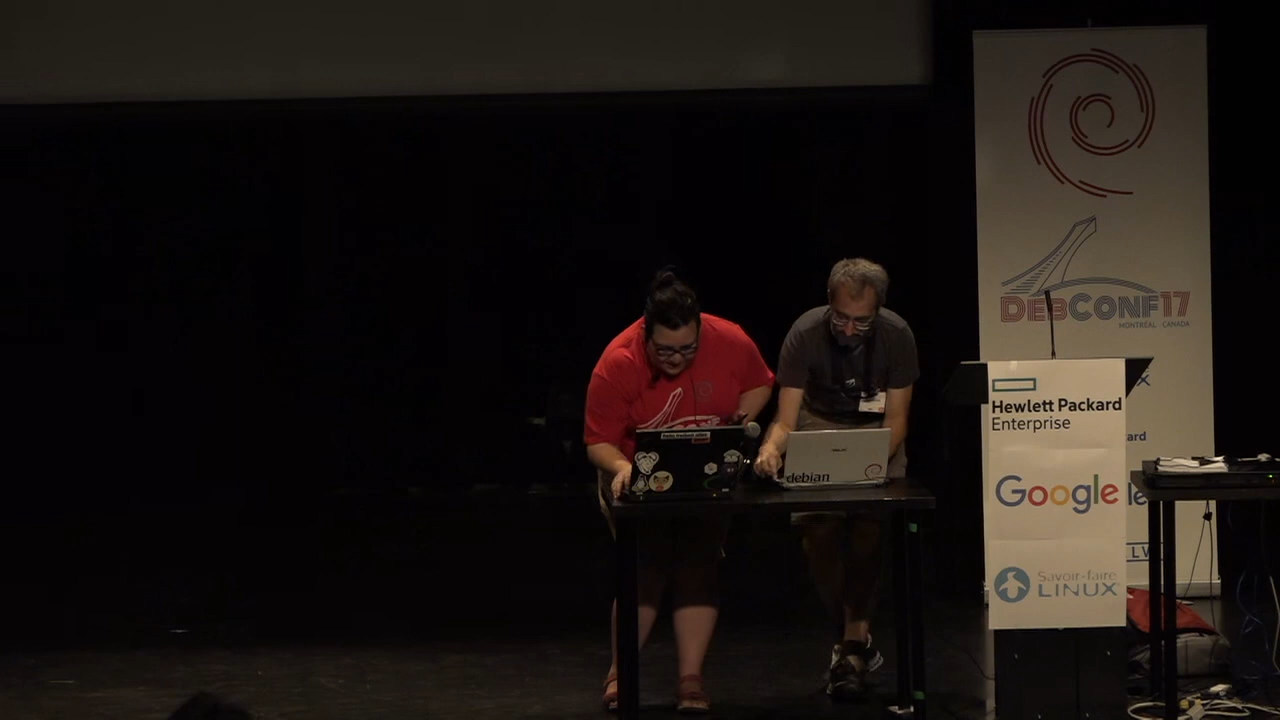 DEBCONF17
MONTRÉAL CANADA
Hewlett Packard
Enterprise
Google
Savoir-faire
LINUX
debian